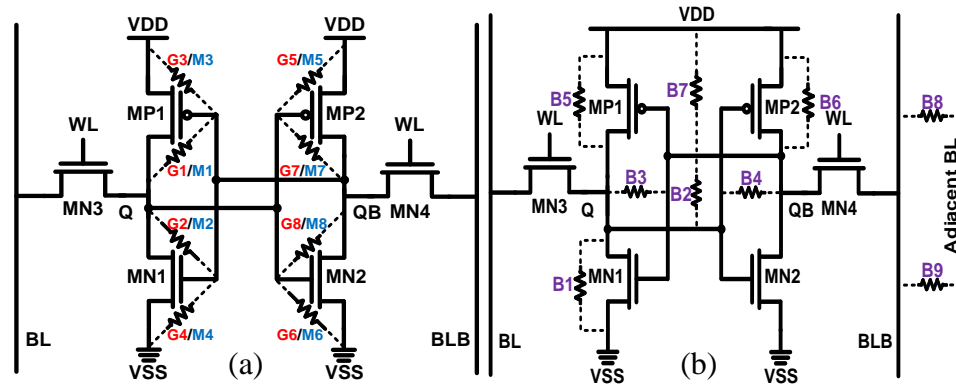 VDD
VDD
G3/M3
G5/M5
WL
MP1
MP2
WL
G1/M1
G7/M7
MN3
Q
QB
MN4
G2/M2
G8/M8
MN1
MN2
G4/M4
G6/M6
BL
VSS
(a)
VSS
BLB
VDD
B5
MP1
B7
MP2
B6
B8
WL
WL
B3
B2
B4
MN3
Q
QB
MN4
Adjacent BL
B1
MN1
MN2
B9
BL
VSS
(b)
VSS
BLB